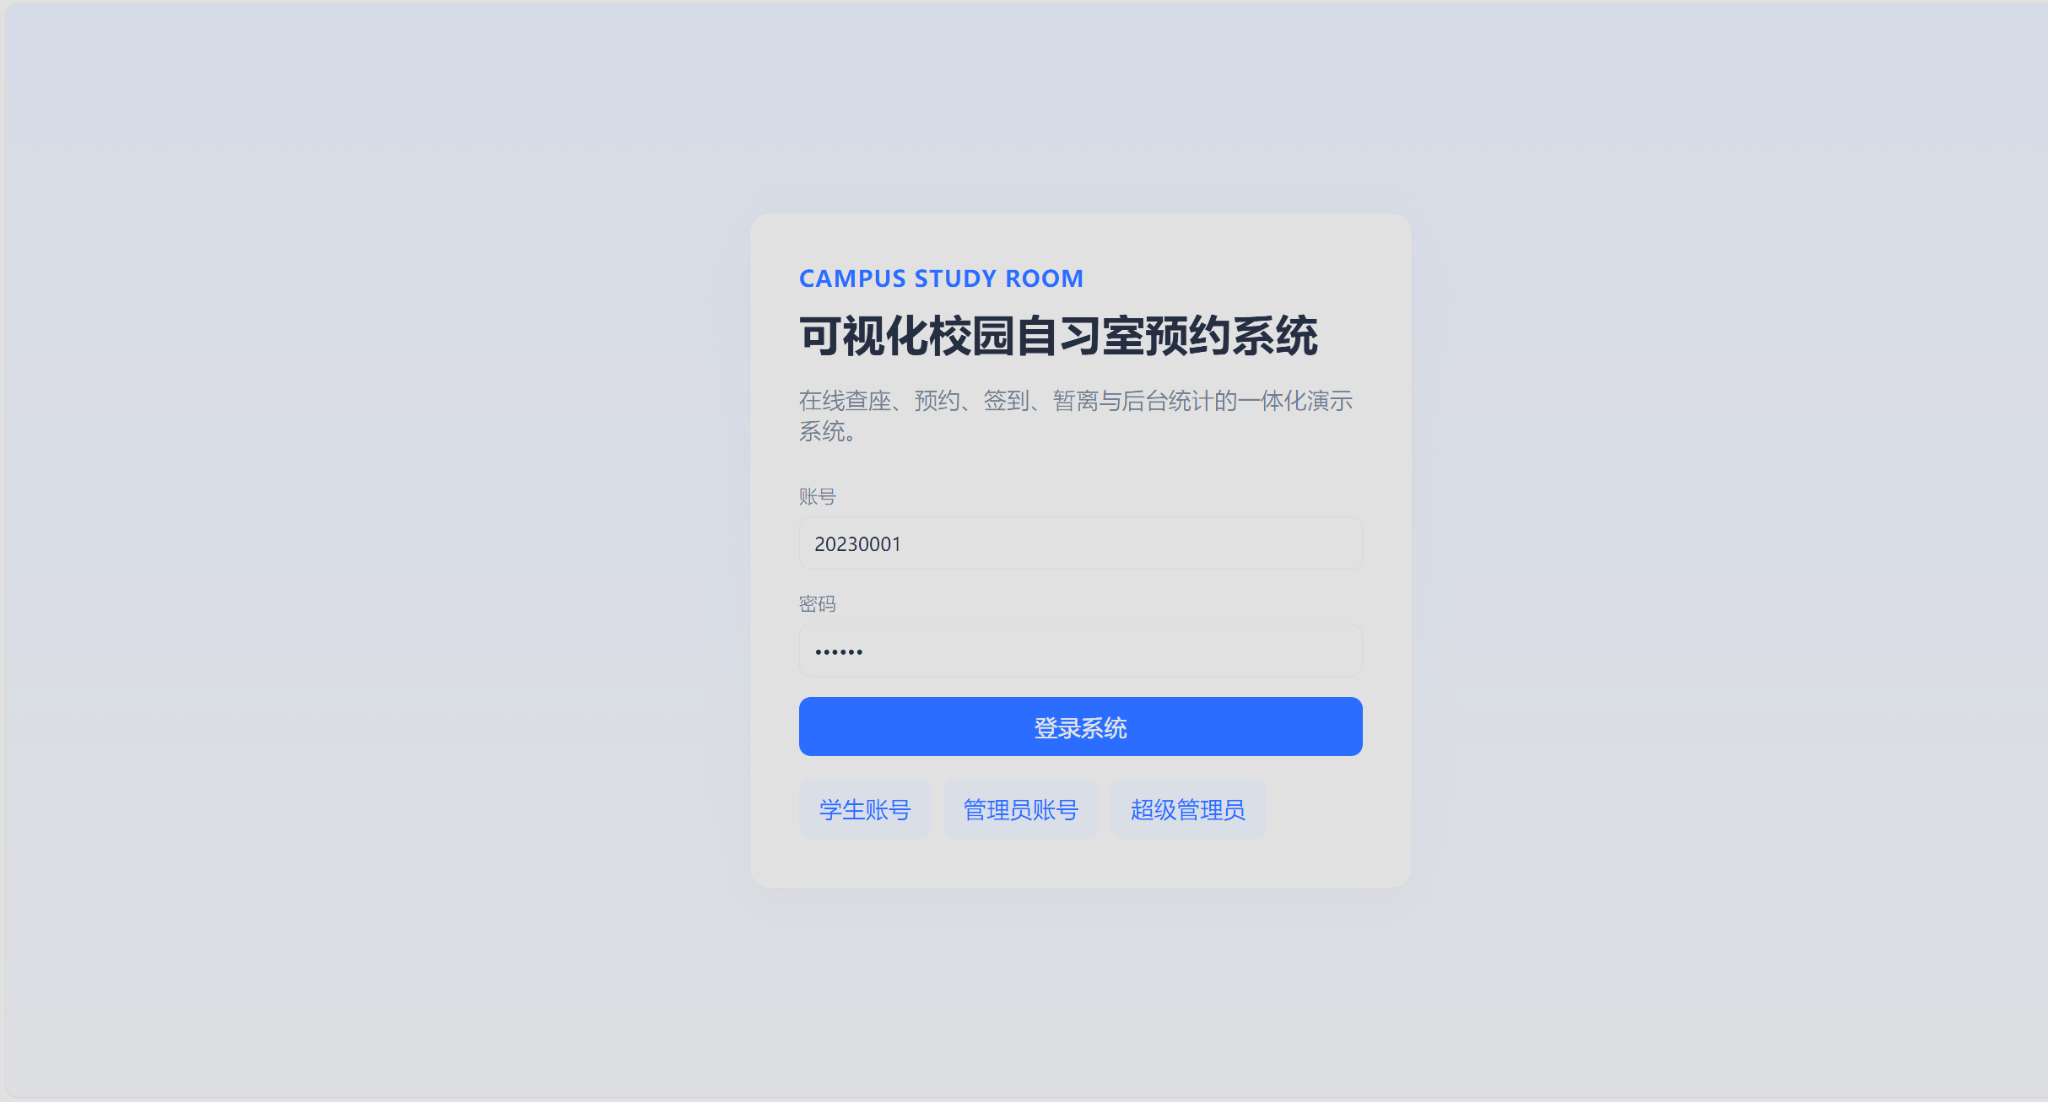 CAMPUS STUDY ROOM
可视化校园自习室预约系统
在线查座、预约、签到、暂离与后台统计的一体化演示
系统。
账号
20230001
密码
••••••
登录系统
学生账号 管理员账号 超级管理员